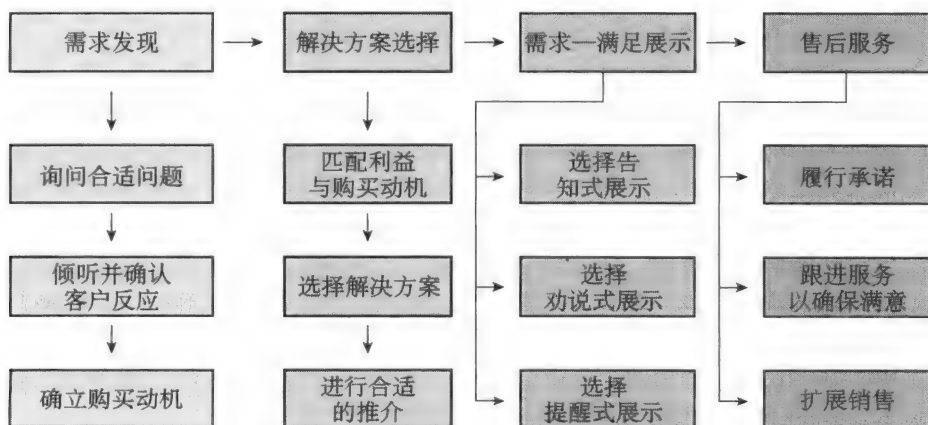 需求发现
解决方案选择
需求—满足展示
售后服务
询问合适问题
匹配利益
与购买动机
选择告
知式展示
履行承诺
倾听并确认
客户反应
选择解决方案
选择
劝说式展示
跟进服务
以确保满意
确立购买动机
进行合适
的推介
选择
提醒式展示
扩展销售